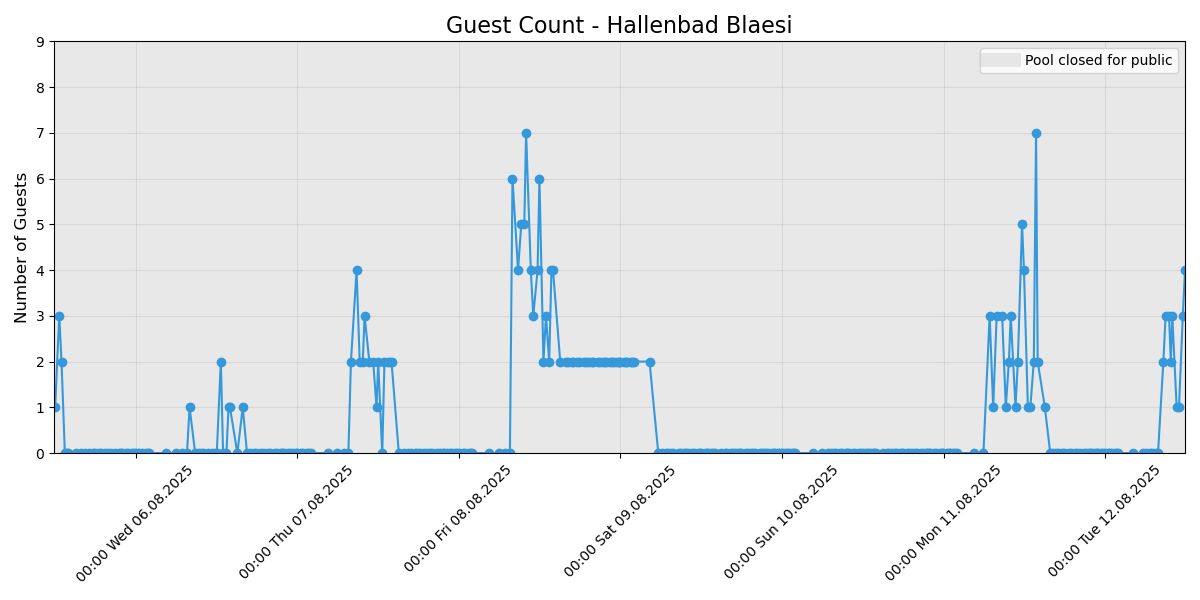 Guest Count - Hallenbad Blaesi
Pool closed for public
Number of Guests
9
8
7
6
5
4
3
2
1
0
00:00 Wed 06.08.2025
00:00 Thu 07.08.2025
00:00 Fri 08.08.2025
00:00 Sat 09.08.2025
00:00 Sun 10.08.2025
00:00 Mon 11.08.2025
00:00 Tue 12.08.2025